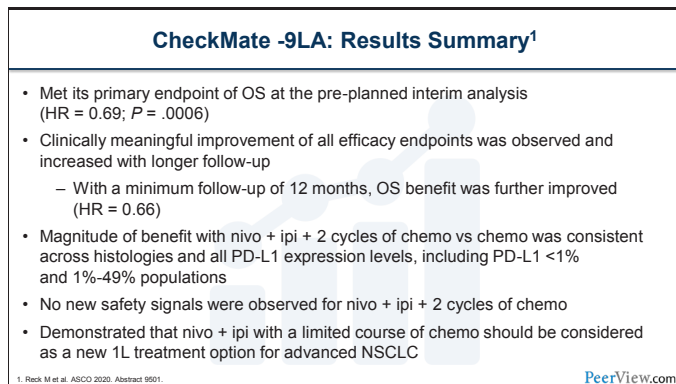 CheckMate -9LA: Results Summary1
• Met its primary endpoint of OS at the pre-planned interim analysis
(HR = 0.69; P = .0006)
• Clinically meaningful improvement of all efficacy endpoints was observed and
increased with longer follow-up
– With a minimum follow-up of 12 months, OS benefit was further improved
(HR = 0.66)
• Magnitude of benefit with nivo + ipi + 2 cycles of chemo vs chemo was consistent
across histologies and all PD-L1 expression levels, including PD-L1 <1%
and 1%-49% populations
• No new safety signals were observed for nivo + ipi + 2 cycles of chemo
• Demonstrated that nivo + ipi with a limited course of chemo should be considered
as a new 1L treatment option for advanced NSCLC
1. Reck M et al. ASCO 2020. Abstract 9501.
PeerView.com